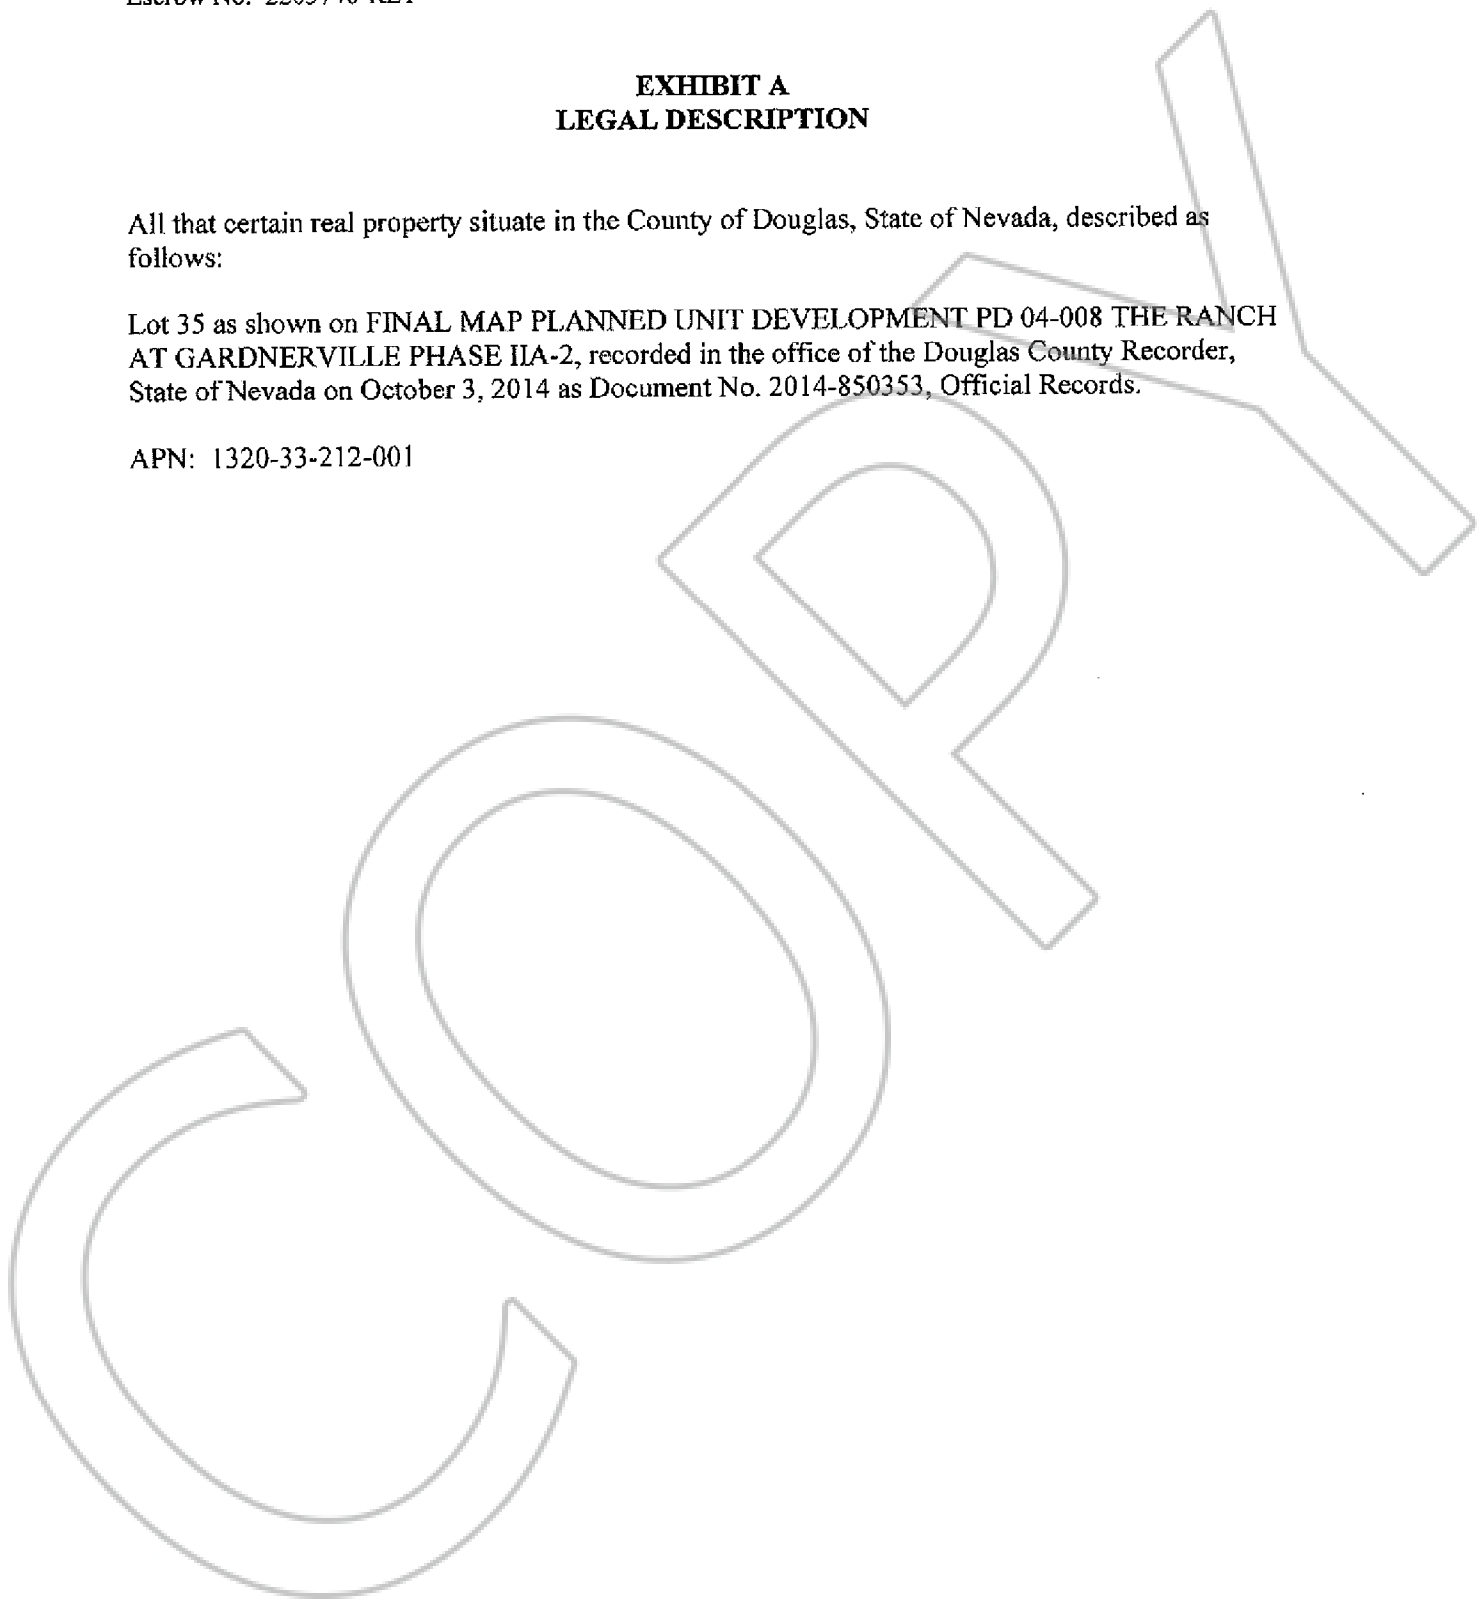 Escrow No.
EXHIBIT A
LEGAL DESCRIPTION
All that certain real property situate in the County of Douglas, State of Nevada, described as
follows:
Lot 35 as shown on FINAL MAP PLANNED UNIT DEVELOPMENT PD 04-008 THE RANCH
AT GARDNERVILLE PHASE IIA-2, recorded in the office of the Douglas County Recorder,
State of Nevada on October 3, 2014 as Document No. 2014-850353, Official Records.
APN: 1320-33-212-001
COPY